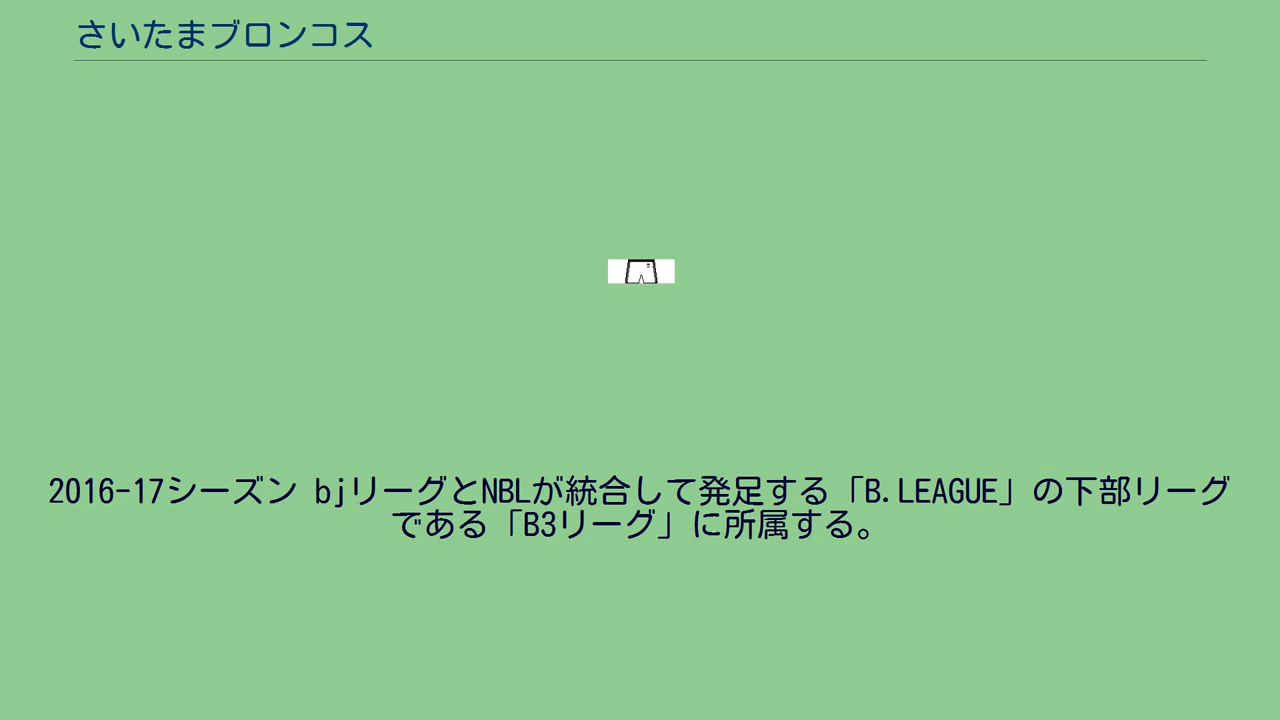 さいたまブロンコス
2016-17シーズン bjリーグとNBLが統合して発足する「B.LEAGUE」の下部リーグ
である「B3リーグ」に所属する。